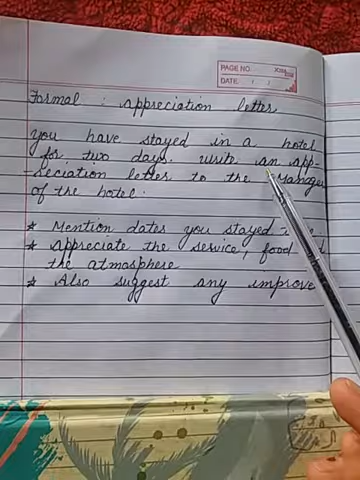 PAGE NO.
DATE: / /
Formal : appreciation letter
you have stayed in a hotel
for two days. write an app-
-reciation letter to the Manager
of the hotel.
* Mention dates you stayed
* appreciate the service, food
the atmosphere
* Also suggest any improve